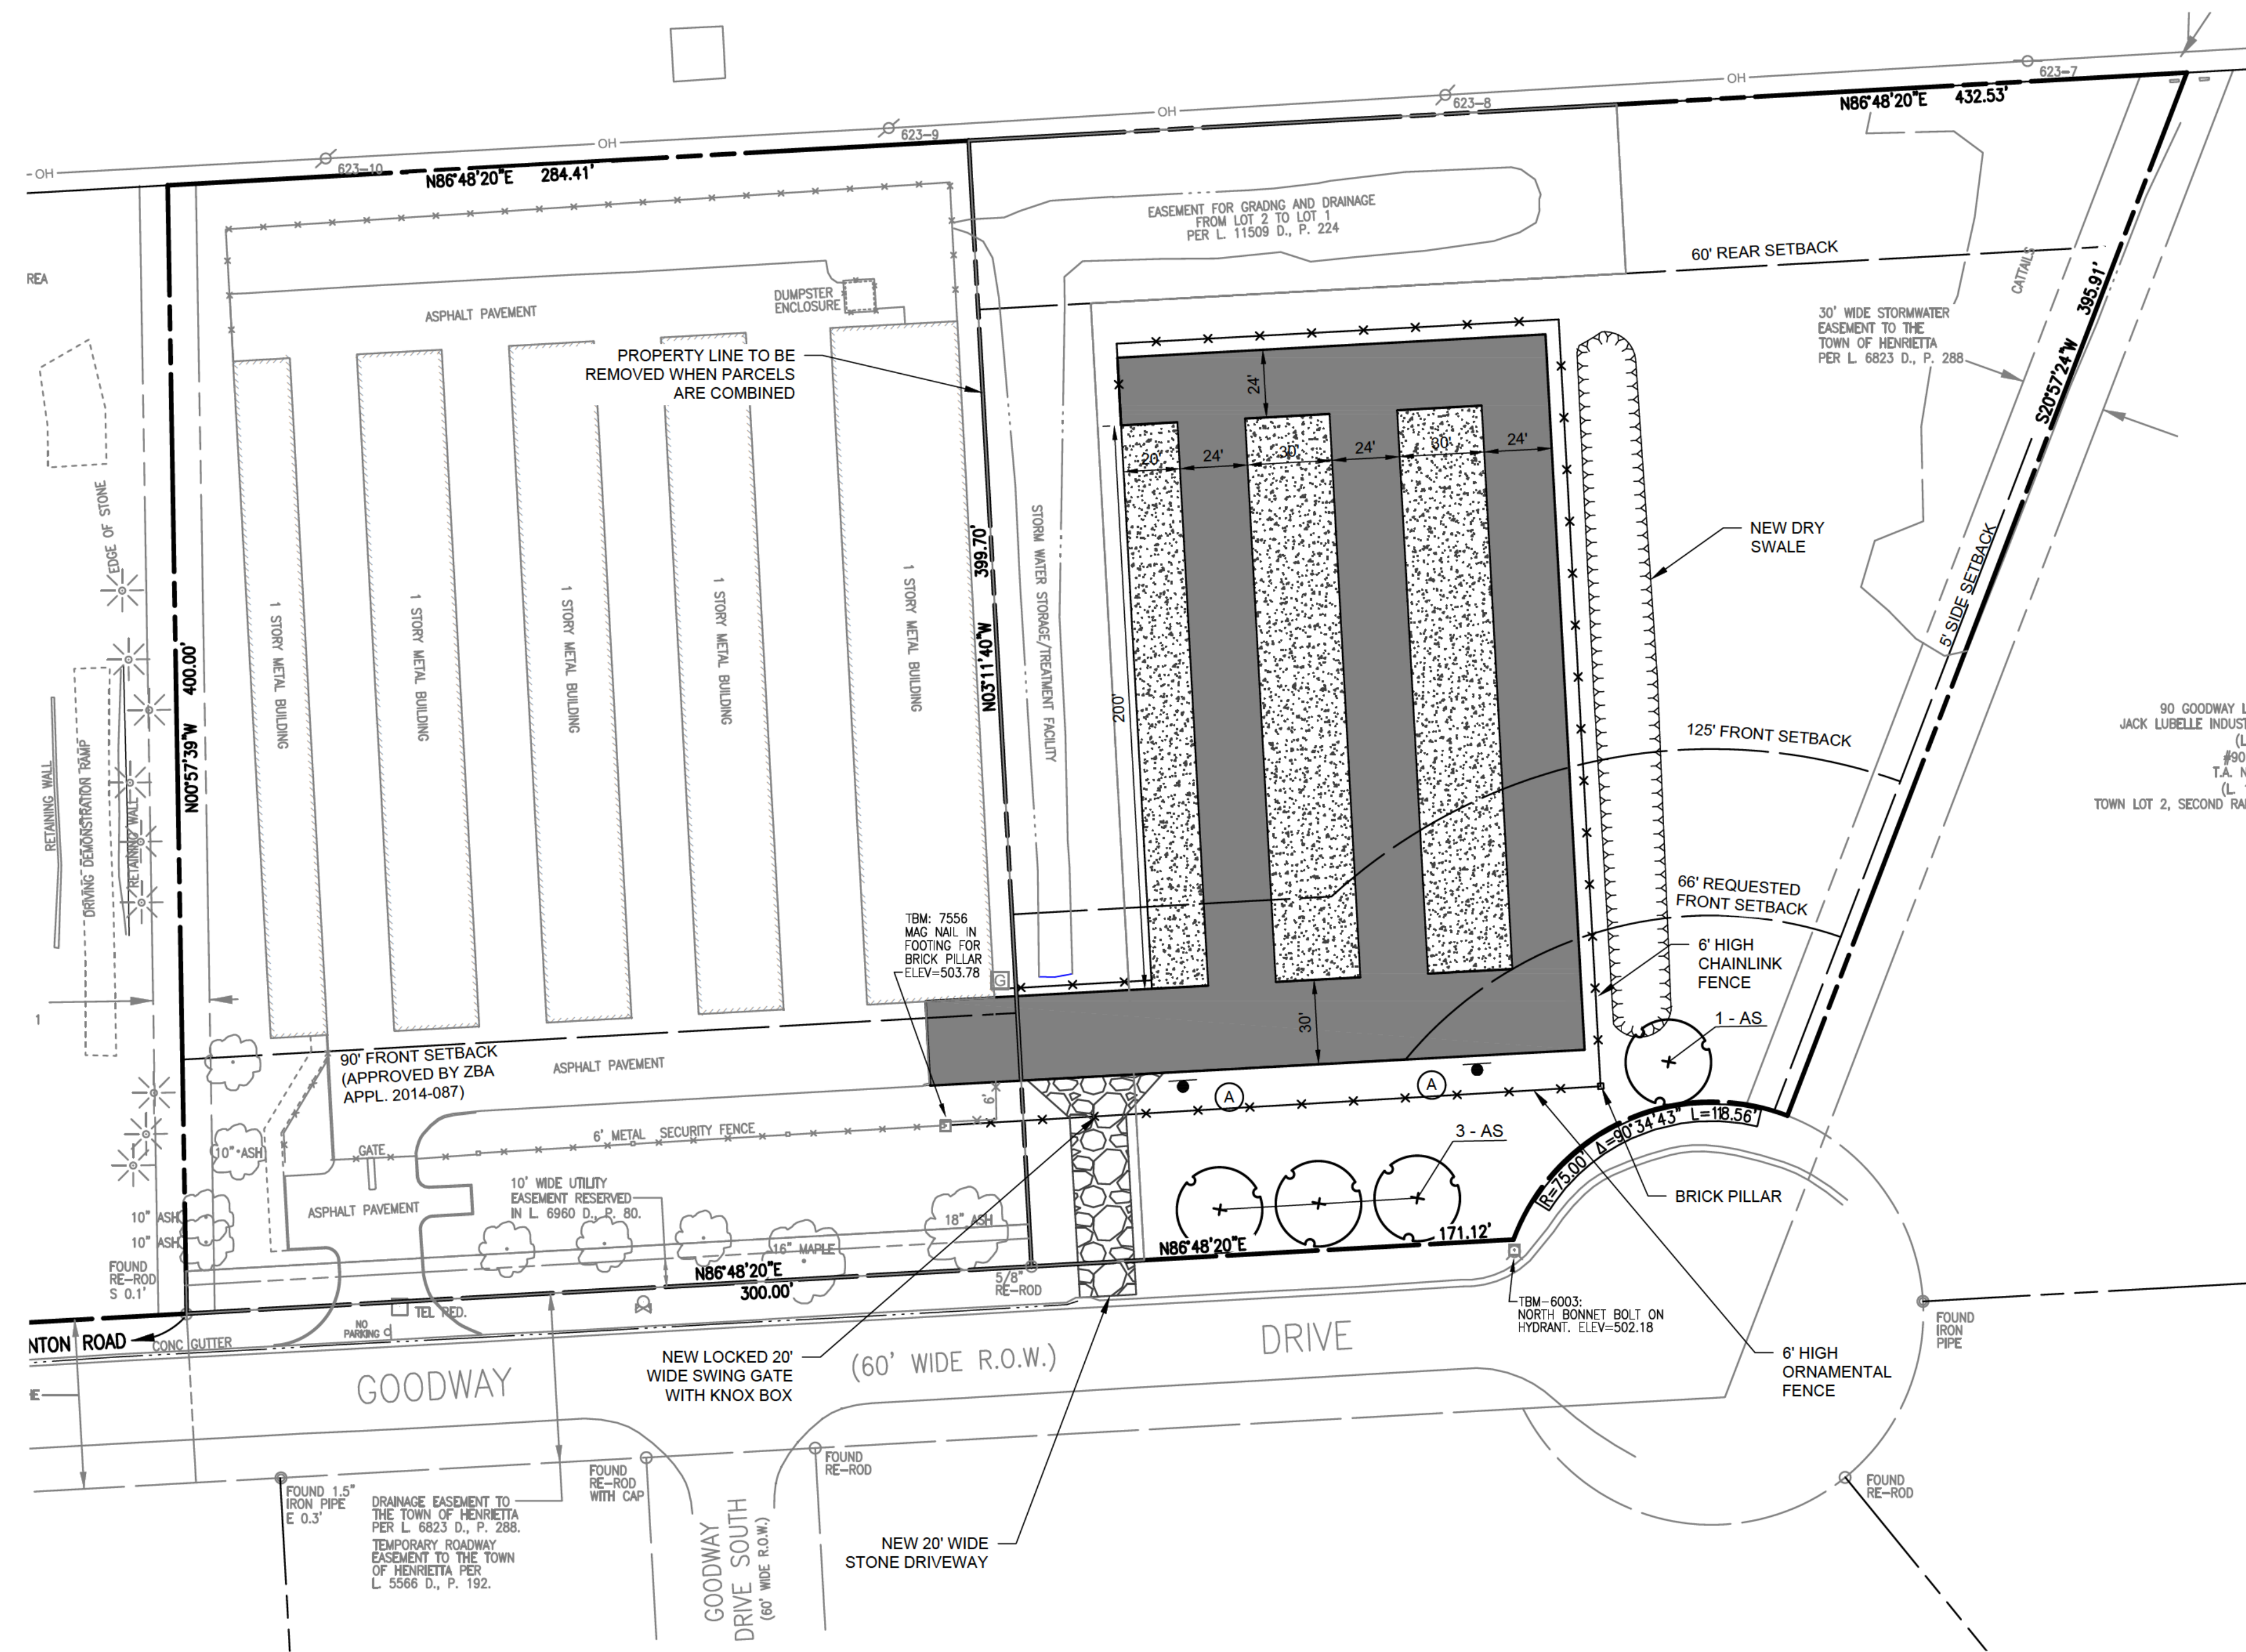 OH
OH
OH
OH
623-10
623-9
623-8
623-7
N86°48'20"E 284.41'
N86°48'20"E 432.53'
EASEMENT FOR GRADNG AND DRAINAGE
FROM LOT 2 TO LOT 1
PER L. 11509 D., P. 224
60' REAR SETBACK
CATTAILS
S20°57'24"W 395.91'
REA
ASPHALT PAVEMENT
DUMPSTER
ENCLOSURE
30' WIDE STORMWATER
EASEMENT TO THE
TOWN OF HENRIETTA
PER L. 6823 D., P. 288
PROPERTY LINE TO BE
REMOVED WHEN PARCELS
ARE COMBINED
24'
20'
24'
30'
24'
30'
24'
200'
30'
EDGE OF STONE
NEW DRY
SWALE
5' SIDE SETBACK
N03°11'40"W 399.70'
STORM WATER STORAGE/TREATMENT FACILITY
1 STORY METAL BUILDING
1 STORY METAL BUILDING
1 STORY METAL BUILDING
1 STORY METAL BUILDING
1 STORY METAL BUILDING
N00°57'39"W 400.00'
RETAINING WALL
DRIVING DEMONSTRATION RAMP
RETAINING WALL
125' FRONT SETBACK
90 GOODWAY L
JACK LUBELLE INDUST
(L
#90
T.A. N
(L.
TOWN LOT 2, SECOND RA
66' REQUESTED
FRONT SETBACK
TBM: 7556
MAG NAIL IN
FOOTING FOR
BRICK PILLAR
ELEV=503.78
G
6' HIGH
CHAINLINK
FENCE
1 - AS
1
90' FRONT SETBACK
(APPROVED BY ZBA
APPL. 2014-087)
ASPHALT PAVEMENT
A
A
6'
6' METAL SECURITY FENCE
3 - AS
R=75.00' Δ=90°34'43" L=118.56'
BRICK PILLAR
10" ASH
GATE
10' WIDE UTILITY
EASEMENT RESERVED
IN L. 6960 D., P. 80.
ASPHALT PAVEMENT
10" ASH
10" ASH
18" ASH
16" MAPLE
N86°48'20"E 171.12'
FOUND
RE-ROD
S 0.1'
N86°48'20"E
300.00'
5/8"
RE-ROD
TEL PED.
NO
PARKING
TBM-6003:
NORTH BONNET BOLT ON
HYDRANT. ELEV=502.18
FOUND
IRON
PIPE
NTON ROAD
CONC GUTTER
GOODWAY
(60' WIDE R.O.W.)
DRIVE
NEW LOCKED 20'
WIDE SWING GATE
WITH KNOX BOX
6' HIGH
ORNAMENTAL
FENCE
E
FOUND 1.5"
IRON PIPE
E 0.3'
FOUND
RE-ROD
WITH CAP
FOUND
RE-ROD
FOUND
RE-ROD
DRAINAGE EASEMENT TO
THE TOWN OF HENRIETTA
PER L. 6823 D., P. 288.
TEMPORARY ROADWAY
EASEMENT TO THE TOWN
OF HENRIETTA PER
L. 5566 D., P. 192.
GOODWAY
DRIVE SOUTH
(60' WIDE R.O.W.)
NEW 20' WIDE
STONE DRIVEWAY